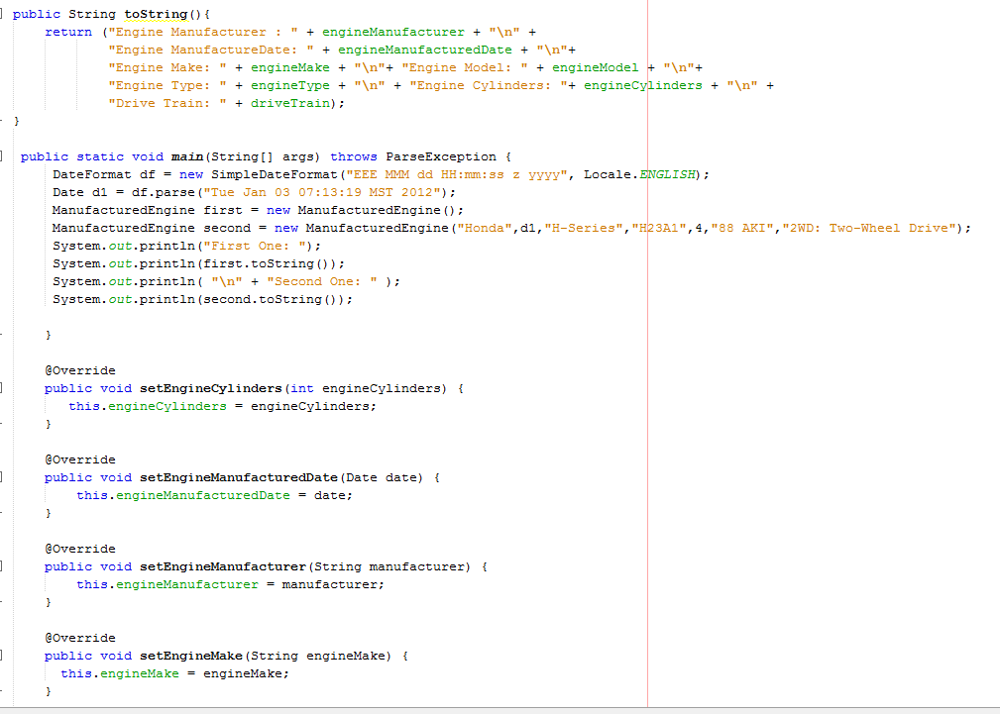 public String toString(){
return ("Engine Manufacturer : " + engineManufacturer + "\n" +
"Engine ManufactureDate: " + engineManufacturedDate + "\n"+
"Engine Make: " + engineMake + "\n"+ "Engine Model: " + engineModel + "\n"+
"Engine Type: " + engineType + "\n" + "Engine Cylinders: "+ engineCylinders + "\n" +
"Drive Train: " + driveTrain);
}
public static void main(String[] args) throws ParseException {
DateFormat df = new SimpleDateFormat("EEE MMM dd HH:mm:ss z yyyy", Locale.ENGLISH);
Date d1 = df.parse("Tue Jan 03 07:13:19 MST 2012");
ManufacturedEngine first = new ManufacturedEngine();
ManufacturedEngine second = new ManufacturedEngine("Honda",d1,"H-Series","H23A1",4,"88 AKI","2WD: Two-Wheel Drive");
System.out.println("First One: ");
System.out.println(first.toString());
System.out.println( "\n" + "Second One: " );
System.out.println(second.toString());
}
@Override
public void setEngineCylinders(int engineCylinders) {
this.engineCylinders = engineCylinders;
}
@Override
public void setEngineManufacturedDate(Date date) {
this.engineManufacturedDate = date;
}
@Override
public void setEngineManufacturer(String manufacturer) {
this.engineManufacturer = manufacturer;
}
@Override
public void setEngineMake(String engineMake) {
this.engineMake = engineMake;
}